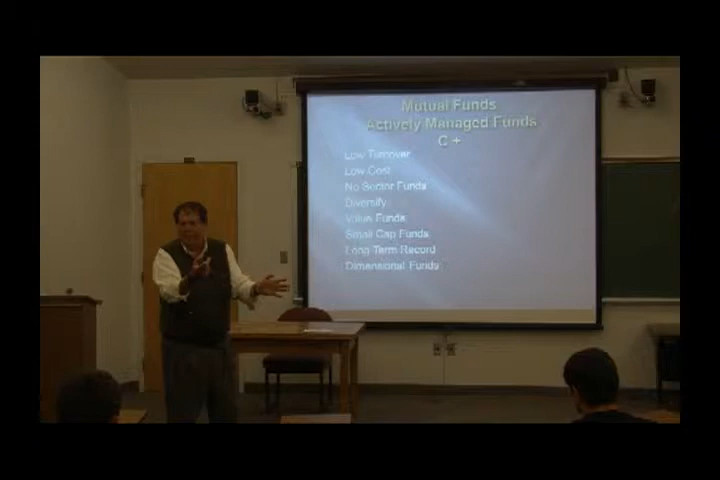 Mutual Funds
Actively Managed Funds
C +
Low Turnover
Low Cost
No Sector Funds
Diversify
Value Funds
Small Cap Funds
Long Term Record
Dimensional Funds